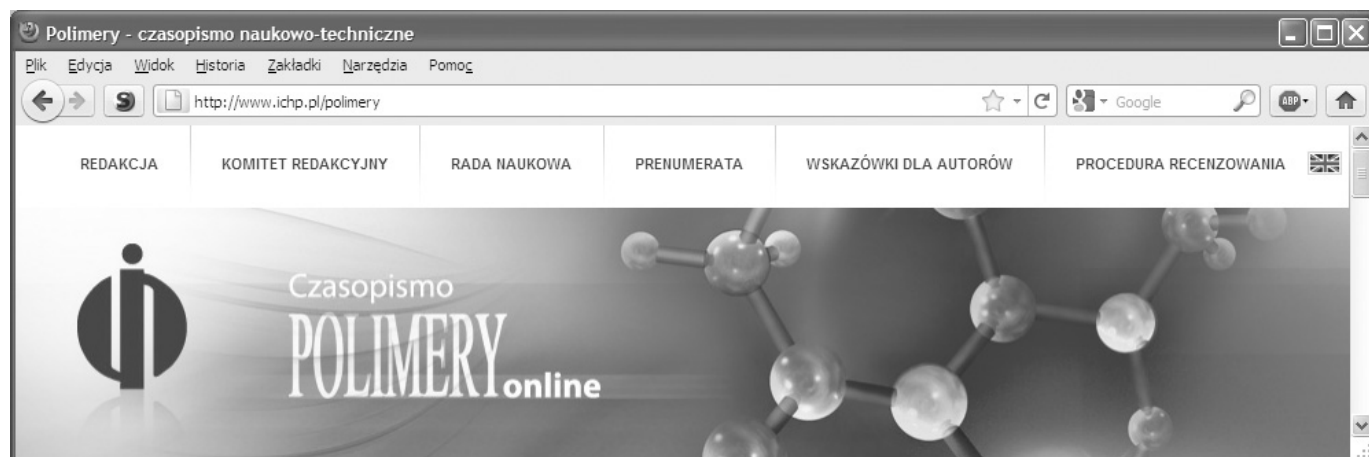 Polimery - czasopismo naukowo-techniczne
Plik Edycja Widok Historia Zakładki Narzędzia Pomoc
http://www.ichp.pl/polimery Google ABP
REDAKCJA KOMITET REDAKCYJNY RADA NAUKOWA PRENUMERATA WSKAZÓWKI DLA AUTORÓW PROCEDURA RECENZOWANIA
Czasopismo
POLIMERY online